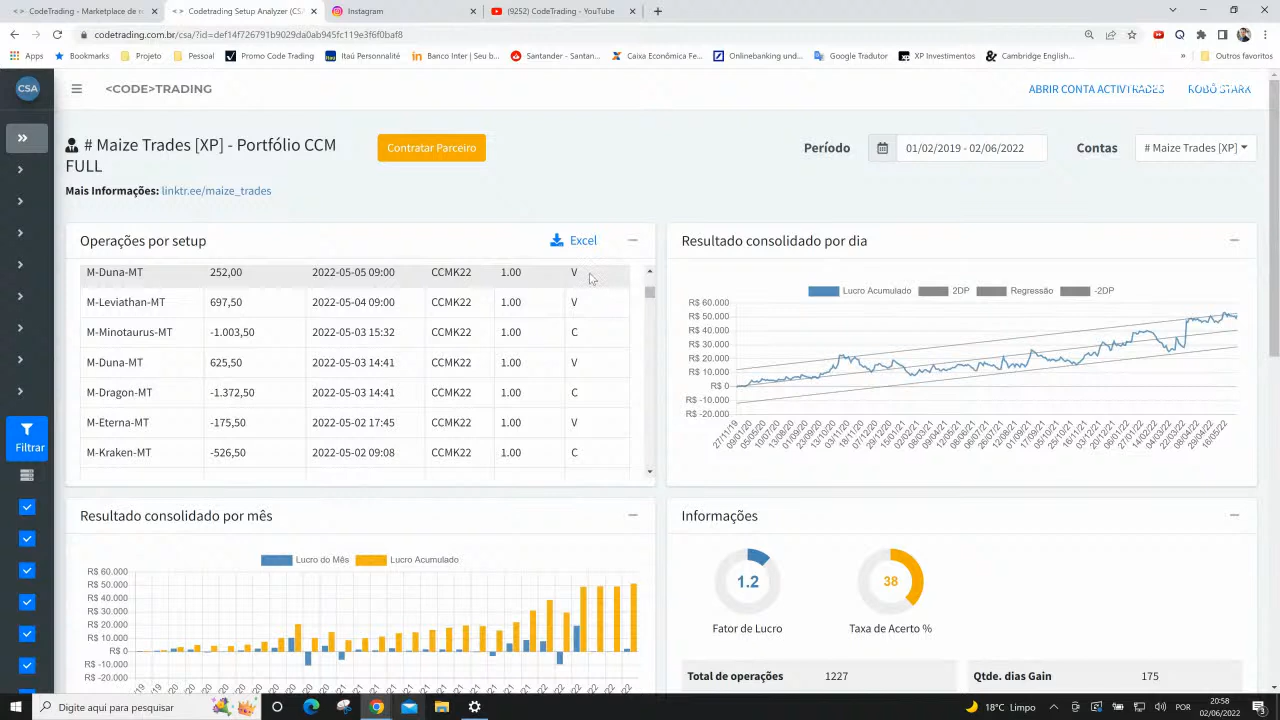 CodeTrading - Marketplace de r
Codetrading Setup Analyzer (CS
Instagram
(9252) CodeTrading - YouTube
codetrading.com.br/csa/?id=def14f726791b9029da0ab945fc119e3f6f0baf8
Apps
Bookmarks
Projeto
Pessoal
Promo Code Trading
Itaú Personnalité
Banco Inter | Seu b...
Santander - Santan...
Caixa Econômica Fe...
Onlinebanking und...
Google Tradutor
XP Investimentos
Cambridge English...
Outros favoritos
CSA
<CODE>TRADING
ABRIR CONTA ACTIVTRADES
ROBÔ STARK
# Maize Trades [XP] - Portfólio CCM
FULL
Contratar Parceiro
Mais Informações: linktr.ee/maize_trades
Período
01/02/2019 - 02/06/2022
Contas
# Maize Trades [XP]
Operações por setup
Excel
M-Duna-MT 252,00 2022-05-05 09:00 CCMK22 1.00 V
M-Leviathan-MT 697,50 2022-05-04 09:00 CCMK22 1.00 V
M-Minotaurus-MT -1.003,50 2022-05-03 15:32 CCMK22 1.00 C
M-Duna-MT 625,50 2022-05-03 14:41 CCMK22 1.00 V
M-Dragon-MT -1.372,50 2022-05-03 14:41 CCMK22 1.00 C
M-Eterna-MT -175,50 2022-05-02 17:45 CCMK22 1.00 V
M-Kraken-MT -526,50 2022-05-02 09:08 CCMK22 1.00 C
Filtrar
Resultado consolidado por dia
Lucro Acumulado 2DP Regressão -2DP
R$ 60.000
R$ 50.000
R$ 40.000
R$ 30.000
R$ 20.000
R$ 10.000
R$ 0
R$ -10.000
R$ -20.000
Resultado consolidado por mês
Lucro do Mês Lucro Acumulado
R$ 60.000
R$ 50.000
R$ 40.000
R$ 30.000
R$ 20.000
R$ 10.000
R$ 0
R$ -10.000
R$ -20.000
Informações
1.2
Fator de Lucro
38
Taxa de Acerto %
Total de operações 1227
Qtde. dias Gain 175
Digite aqui para pesquisar
18°C Limpo
POR
20:58
02/06/2022